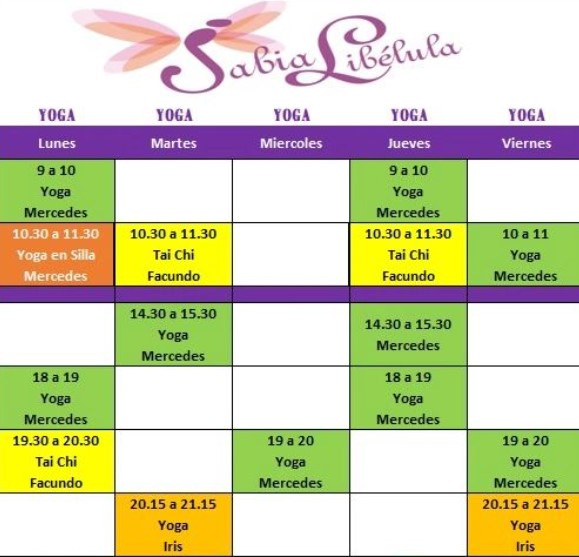 Sabia Libélula
YOGA YOGA YOGA YOGA YOGA
Lunes Martes Miercoles Jueves Viernes
9 a 10
Yoga
Mercedes
9 a 10
Yoga
Mercedes
10.30 a 11.30
Yoga en Silla
Mercedes
10.30 a 11.30
Tai Chi
Facundo
10.30 a 11.30
Tai Chi
Facundo
10 a 11
Yoga
Mercedes
14.30 a 15.30
Yoga
Mercedes
14.30 a 15.30
Mercedes
18 a 19
Yoga
Mercedes
18 a 19
Yoga
Mercedes
19.30 a 20.30
Tai Chi
Facundo
19 a 20
Yoga
Mercedes
19 a 20
Yoga
Mercedes
20.15 a 21.15
Yoga
Iris
20.15 a 21.15
Yoga
Iris